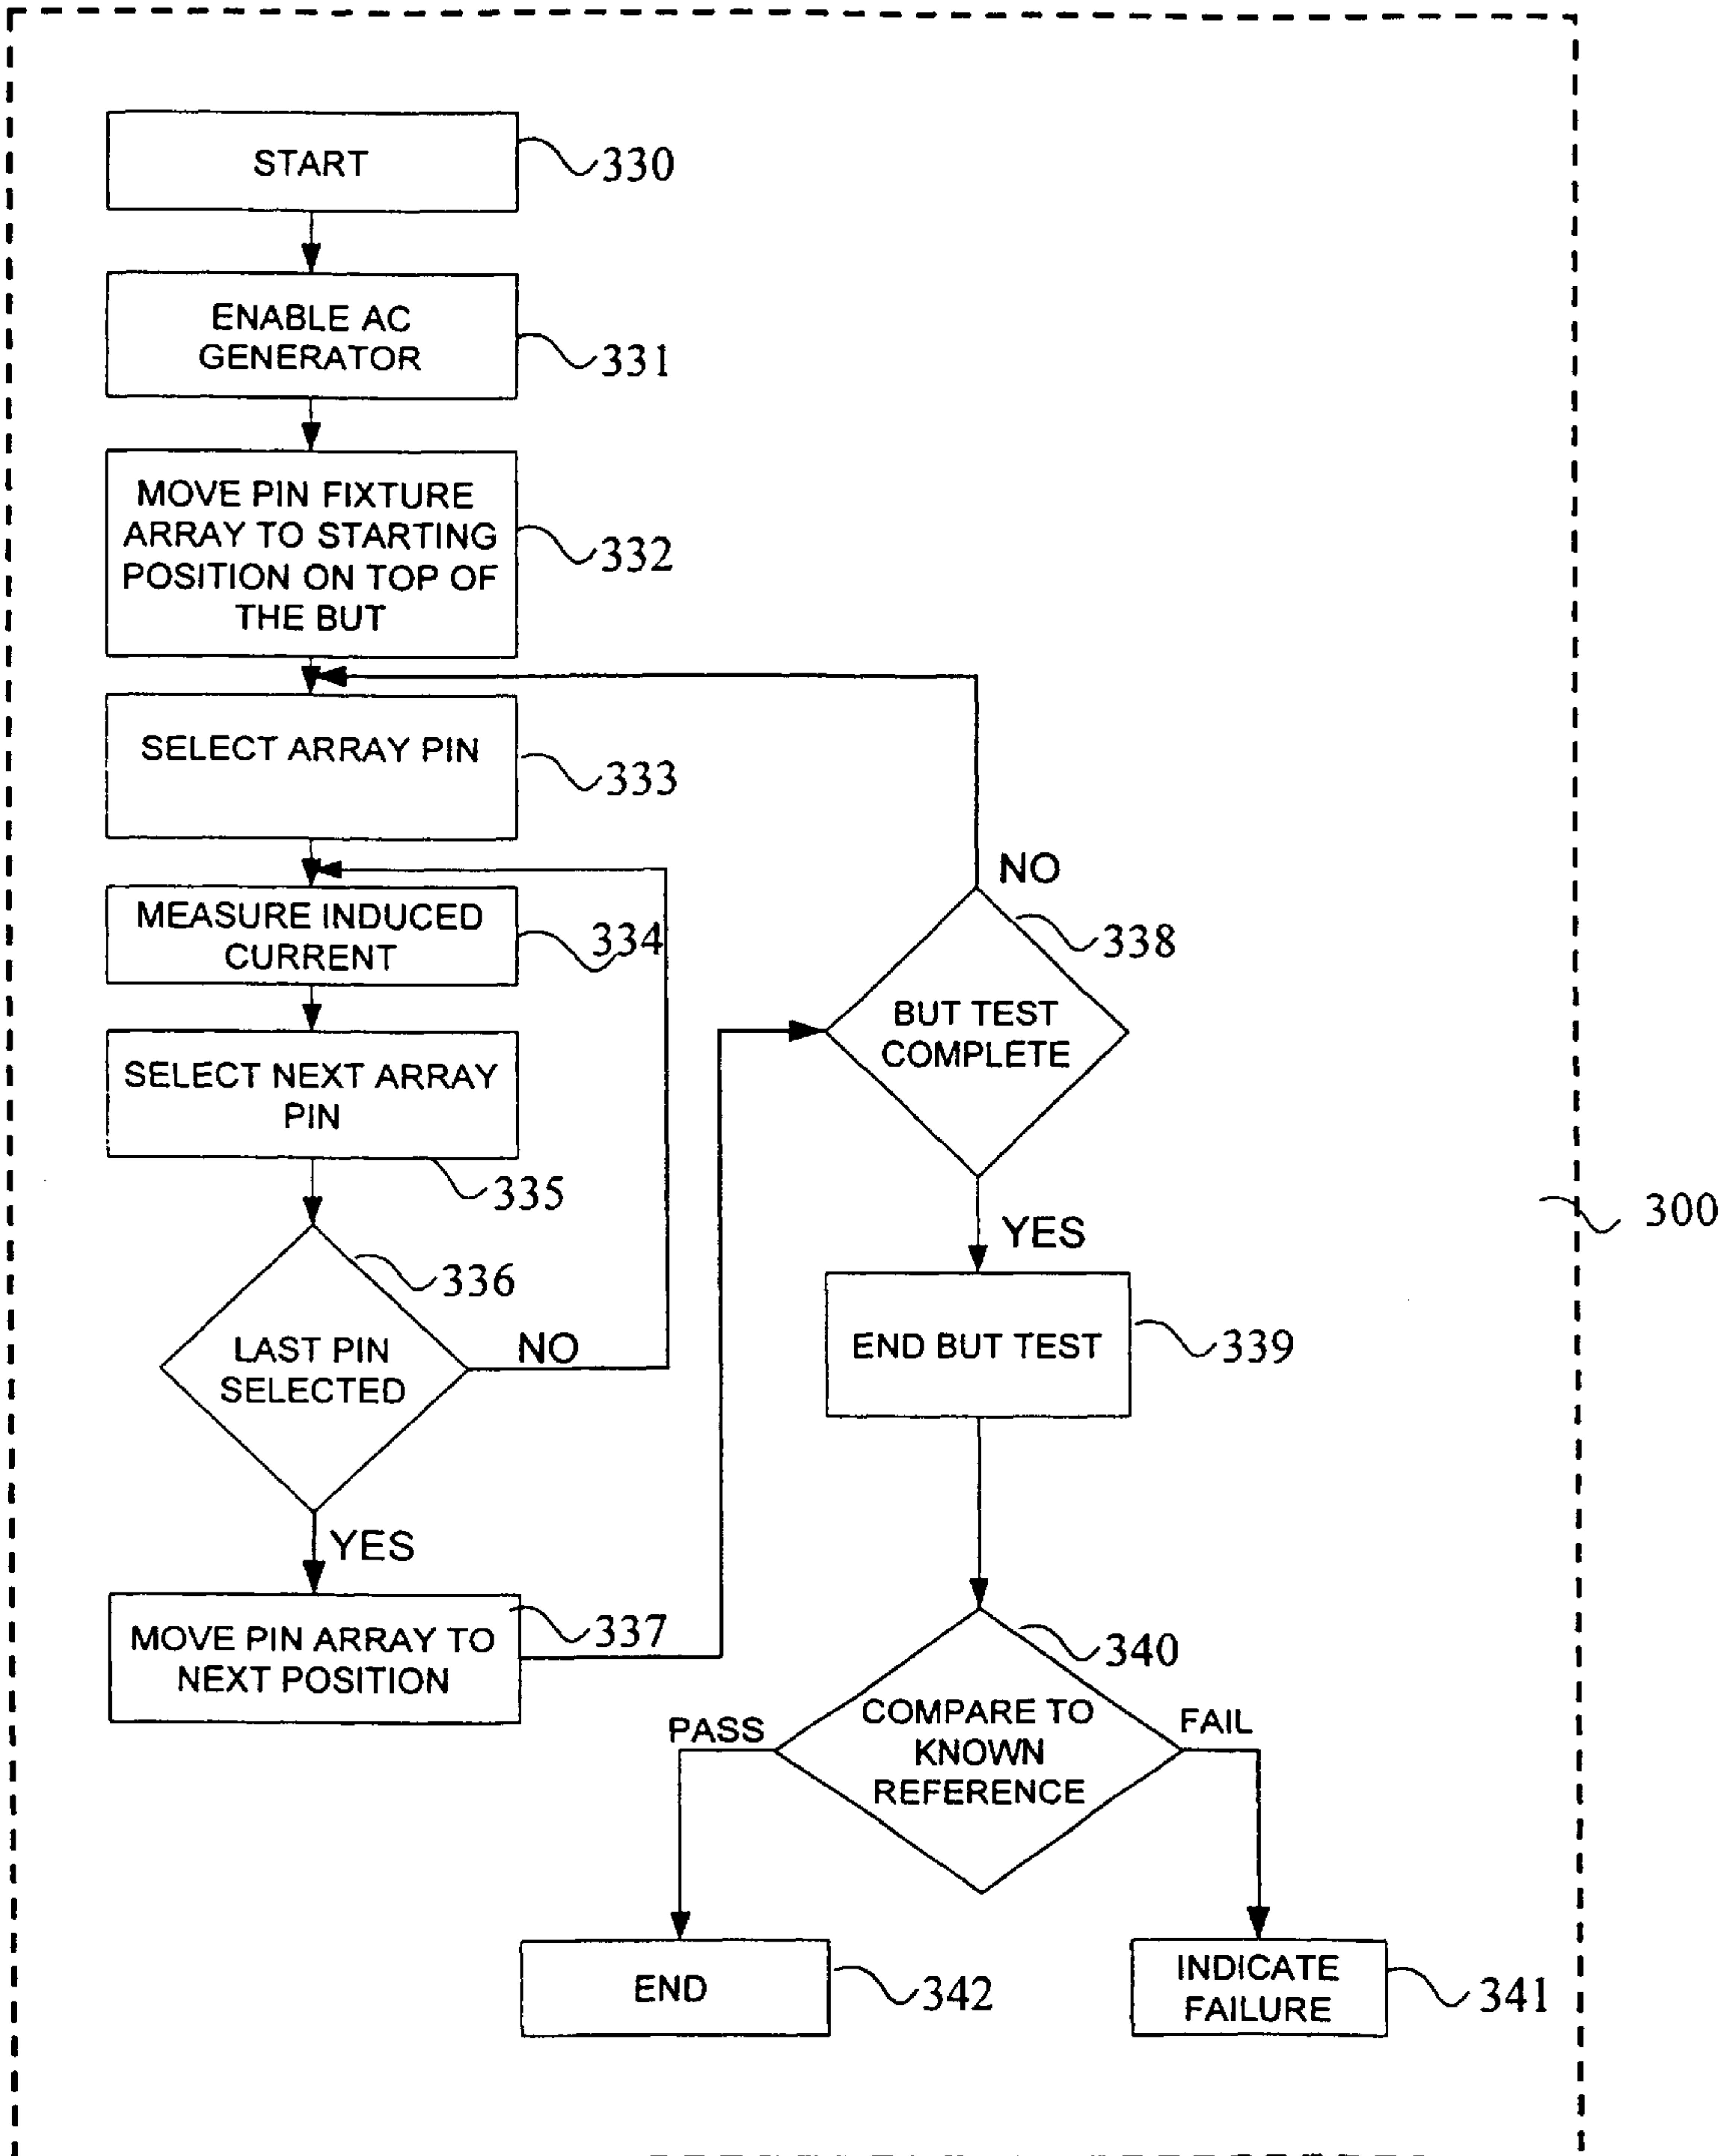 START
330
ENABLE AC
GENERATOR
331
MOVE PIN FIXTURE
ARRAY TO STARTING
POSITION ON TOP OF
THE BUT
332
SELECT ARRAY PIN
333
MEASURE INDUCED
CURRENT
334
SELECT NEXT ARRAY
PIN
335
LAST PIN
SELECTED
336
NO
YES
MOVE PIN ARRAY TO
NEXT POSITION
337
NO
338
BUT TEST
COMPLETE
YES
300
END BUT TEST
339
340
COMPARE TO
KNOWN
REFERENCE
PASS
FAIL
END
342
INDICATE
FAILURE
341